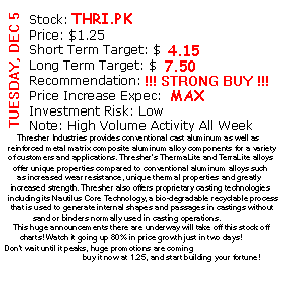 TUESDAY, DEC 5
Stock: THRI.PK
Price: $1.25
Short Term Target: $ 4.15
Long Term Target: $ 7.50
Recommendation: !!! STRONG BUY !!!
Price Increase Expec: MAX
Investment Risk: Low
Note: High Volume Activity All Week
Thresher Industries provides conventional cast aluminum as well as
reinforced metal matrix composite aluminum alloy components for a variety
of customers and applications. Thresher's ThermaLite and TerraLite alloys
offer unique properties compared to conventional aluminum alloys such
as increased wear resistance, unique thermal properties and greatly
increased strength. Thresher also offers proprietary casting technologies
including its Nautilus Core Technology, a bio-degradable recyclable process
that is used to generate internal shapes and passages in castings without
sand or binders normally used in casting operations.
This huge announcements there are underway will take off this stock off
charts! Watch it going up 80% in price growth just in two days!
Don't wait until it peaks, huge promotions are coming
buy it now at 1.25, and start building your fortune!